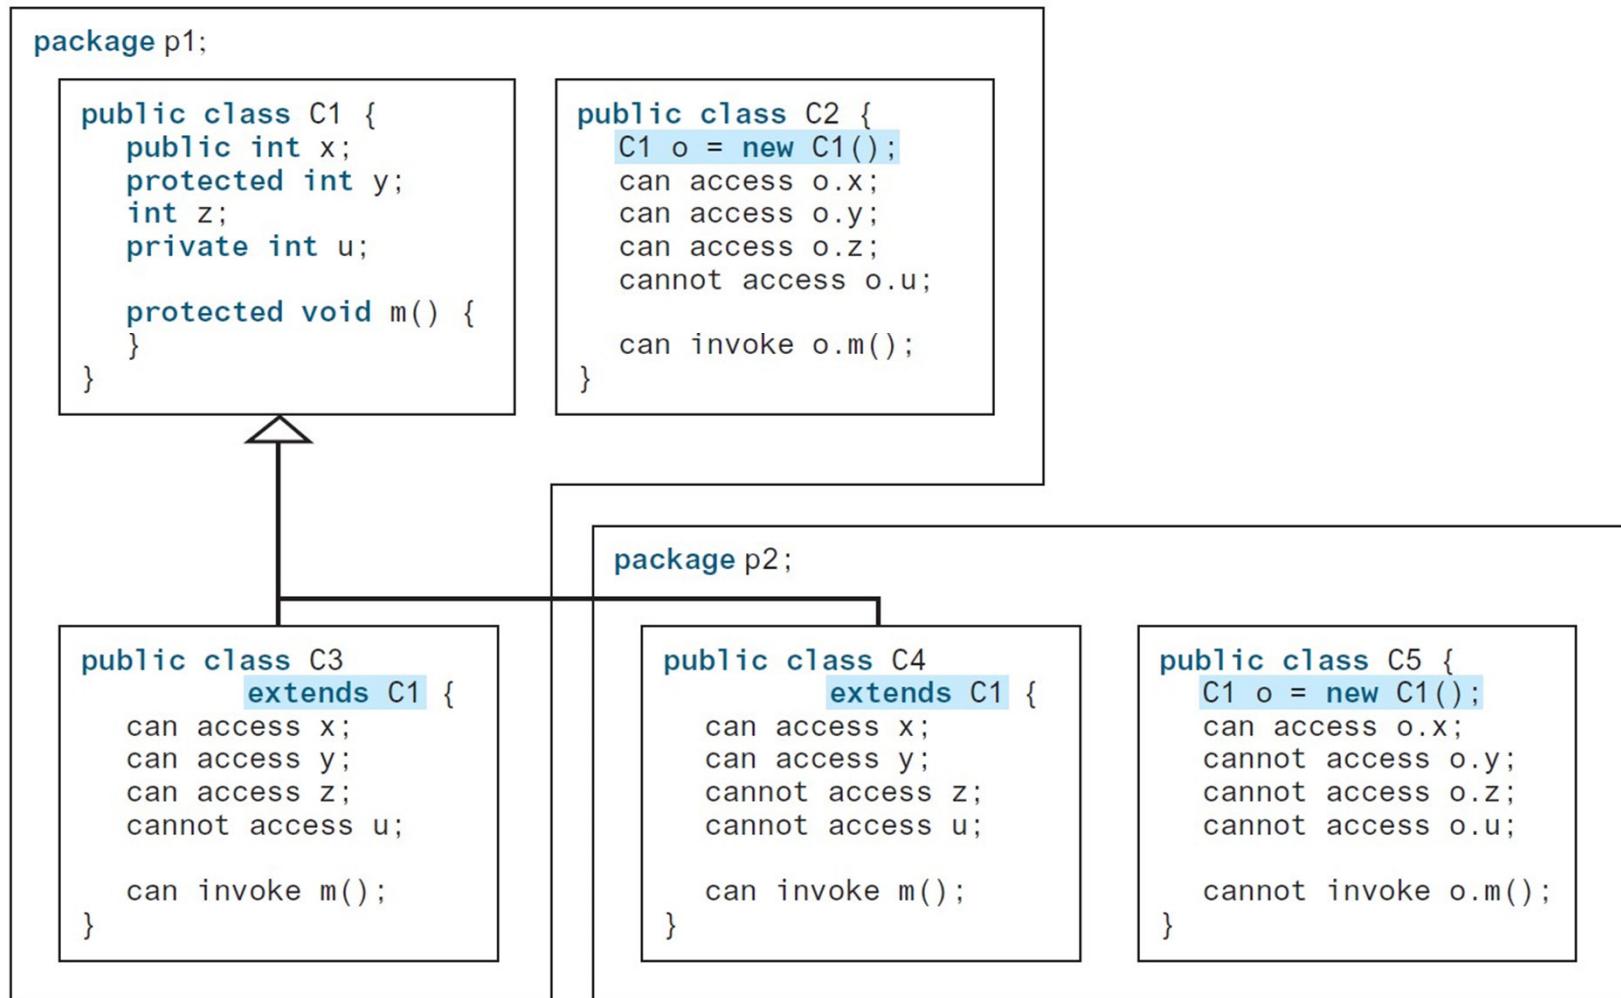 package p1;
public class C1 {
public int x;
protected int y;
int z;
private int u;
protected void m() {
}
}
public class C2 {
C1 o = new C1();
can access o.x;
can access o.y;
can access o.z;
cannot access o.u;
can invoke o.m();
}
public class C3
extends C1 {
can access x;
can access y;
can access z;
cannot access u;
can invoke m();
}
package p2;
public class C4
extends C1 {
can access x;
can access y;
cannot access z;
cannot access u;
can invoke m();
}
public class C5 {
C1 o = new C1();
can access o.x;
cannot access o.y;
cannot access o.z;
cannot access o.u;
cannot invoke o.m();
}